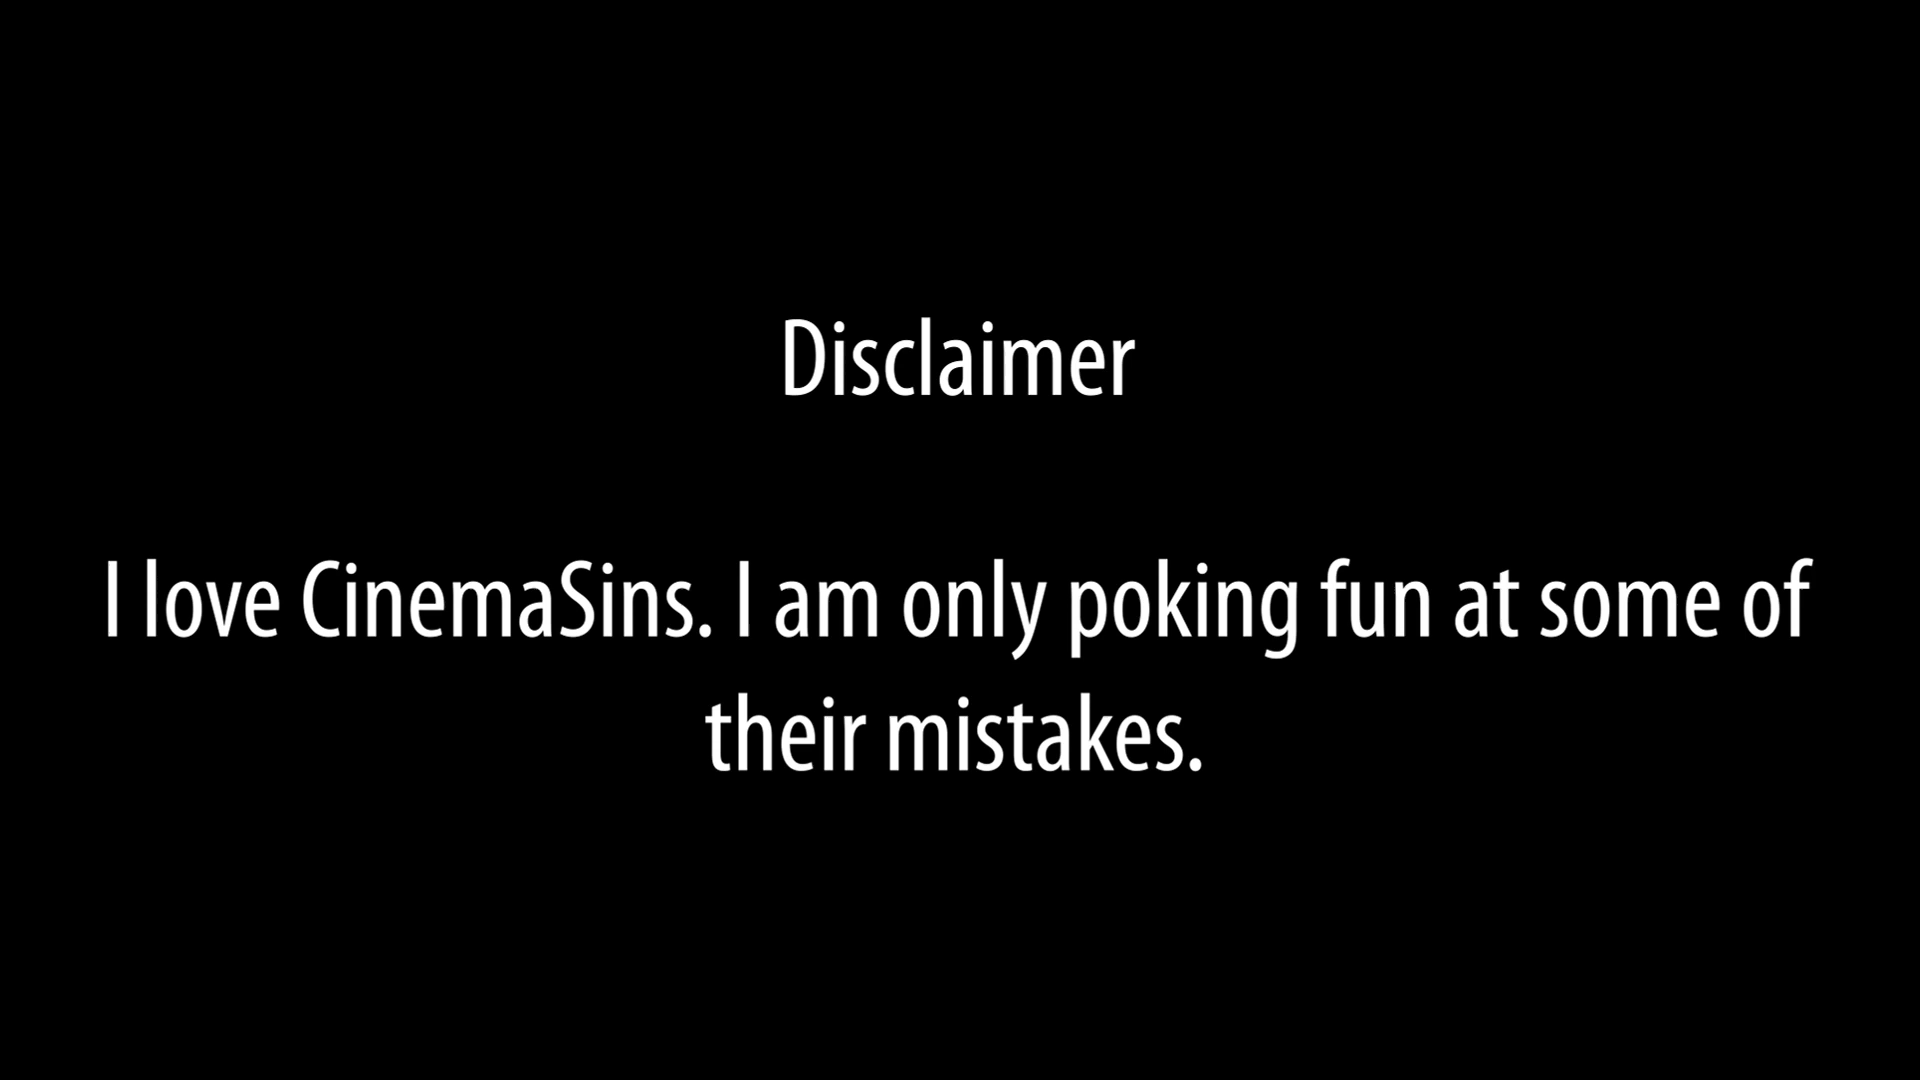 Disclaimer
I love CinemaSins. I am only poking fun at some of
their mistakes.